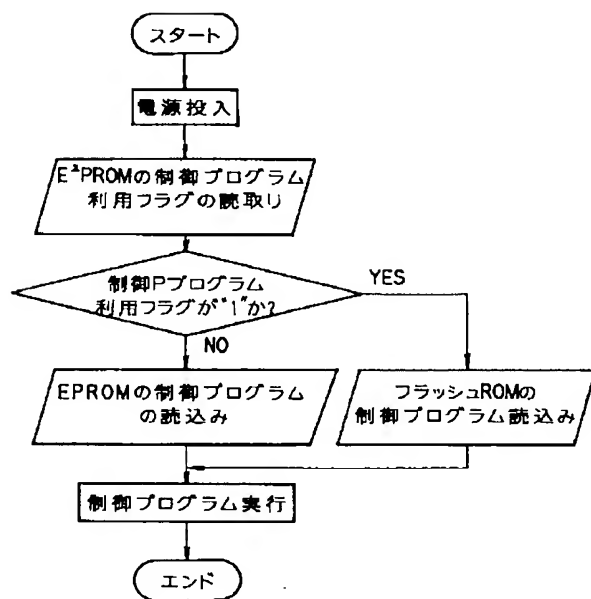 スタート
電源投入
E²PROMの制御プログラム
利用フラグの読取り
制御Pプログラム
利用フラグが"1"か?
YES
NO
EPROMの制御プログラム
の読込み
フラッシュROMの
制御プログラム読込み
制御プログラム実行
エンド